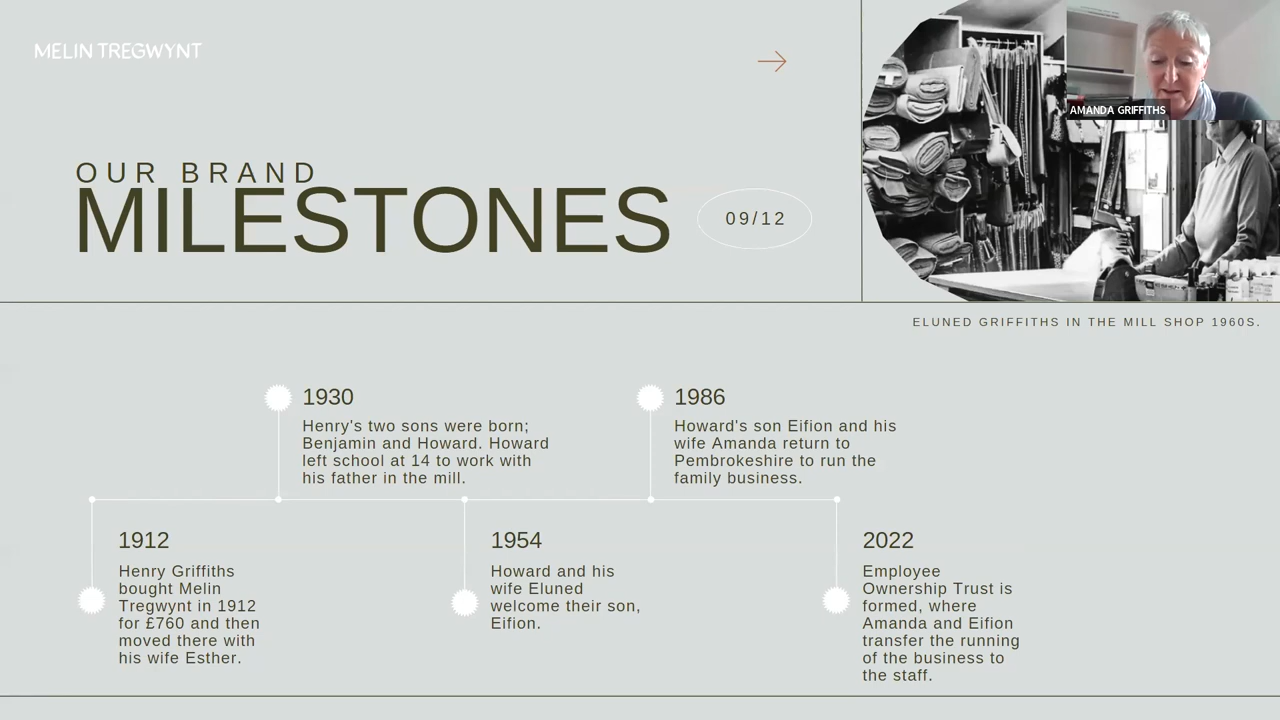 MELIN TREGWYNT
AMANDA GRIFFITHS
OUR BRAND
MILESTONES
09/12
ELUNED GRIFFITHS IN THE MILL SHOP 1960S.
1930
Henry's two sons were born;
Benjamin and Howard. Howard
left school at 14 to work with
his father in the mill.
1986
Howard's son Eifion and his
wife Amanda return to
Pembrokeshire to run the
family business.
1912
Henry Griffiths
bought Melin
Tregwynt in 1912
for £760 and then
moved there with
his wife Esther.
1954
Howard and his
wife Eluned
welcome their son,
Eifion.
2022
Employee
Ownership Trust is
formed, where
Amanda and Eifion
transfer the running
of the business to
the staff.